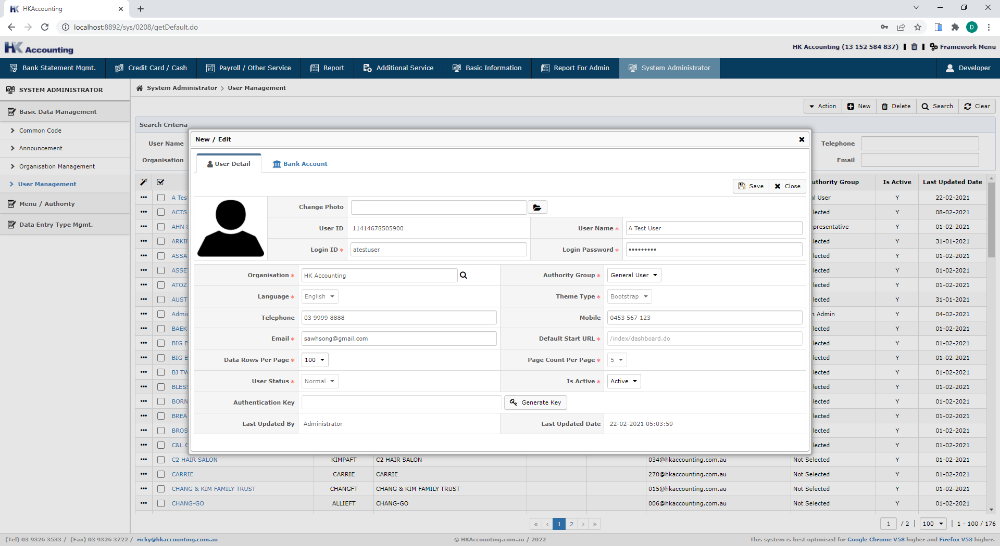 HKAccounting
localhost:8892/sys/0208/getDefault.do
D
HK Accounting
HK Accounting (13 152 584 837)
Framework Menu
Bank Statement Mgmt.
Credit Card / Cash
Payroll / Other Service
Report
Additional Service
Basic Information
Report For Admin
System Administrator
Developer
SYSTEM ADMINISTRATOR
System Administrator > User Management
Basic Data Management
Common Code
Announcement
Organisation Management
User Management
Menu / Authority
Data Entry Type Mgmt.
Action
New
Delete
Search
Clear
Search Criteria
User Name
Telephone
Organisation
Email
New / Edit
User Detail
Bank Account
Save
Close
Change Photo
User ID 11414678505900
User Name * A Test User
Login ID * atestuser
Login Password * •••••••••
Organisation * HK Accounting
Authority Group * General User
Language * English
Theme Type * Bootstrap
Telephone 03 9999 8888
Mobile 0453 567 123
Email * sawhsong@gmail.com
Default Start URL * /index/dashboard.do
Data Rows Per Page * 100
Page Count Per Page * 5
User Status * Normal
Is Active * Active
Authentication Key
Generate Key
Last Updated By Administrator
Last Updated Date 22-02-2021 05:03:59
uthority Group Is Active Last Updated Date
A Tes l User Y 22-02-2021
ACTS lected Y 08-02-2021
AHN presentative Y 01-02-2021
ARKI lected Y 31-01-2021
ASSA lected Y 01-02-2021
ASSE lected Y 01-02-2021
ATOZ lected Y 01-02-2021
AUST lected Y 31-01-2021
Admi Admin Y 04-02-2021
BAEK lected Y 01-02-2021
BIG B lected Y 01-02-2021
BIG B lected Y 01-02-2021
BJ TW lected Y 01-02-2021
BLES lected Y 01-02-2021
BORN lected Y 01-02-2021
BREA lected Y 01-02-2021
BROS lected Y 01-02-2021
C&L lected Y 01-02-2021
C2 HAIR SALON KIMPAFT C2 HAIR SALON 034@hkaccounting.com.au Not Selected Y 01-02-2021
CARRIE CARRIE CARRIE 270@hkaccounting.com.au Not Selected Y 01-02-2021
CHANG & KIM FAMILY TRUST CHANGFT CHANG & KIM FAMILY TRUST 015@hkaccounting.com.au Not Selected Y 01-02-2021
CHANG-GO ALLIEFT CHANG-GO 006@hkaccounting.com.au Not Selected Y 01-02-2021
« ‹ 1 2 › »
1 / 2 | 100 | 1 - 100 / 176
(Tel) 03 9326 3533 / (Fax) 03 9326 3722 / ricky@hkaccounting.com.au
© HKAccounting.com.au / 2022
This system is best optimised for Google Chrome V58 higher and Firefox V53 higher.